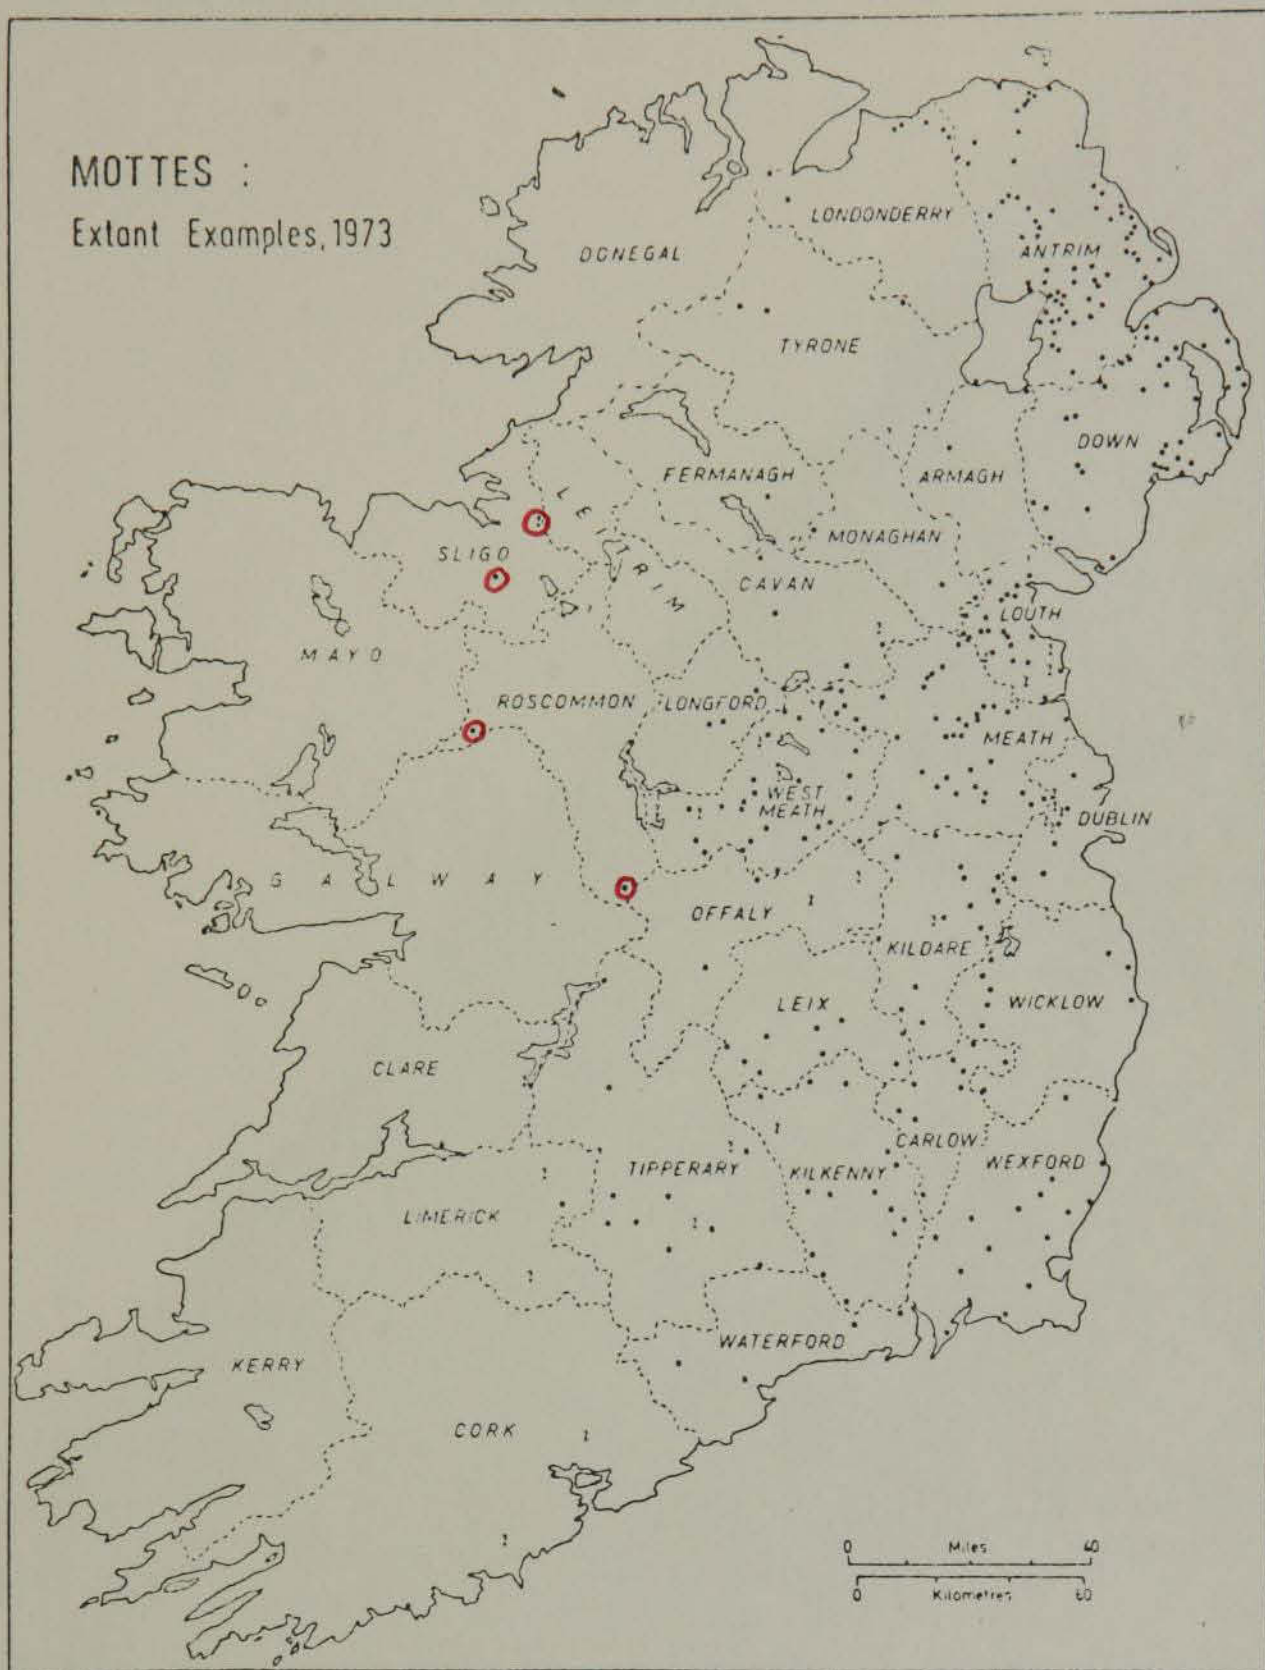 MOTTES :
Extant Examples, 1973
LONDONDERRY
DONEGAL
ANTRIM
TYRONE
DOWN
FERMANAGH
ARMAGH
LEITRIM
MONAGHAN
SLIGO
CAVAN
LOUTH
MAYO
ROSCOMMON
LONGFORD
MEATH
WEST
MEATH
DUBLIN
GALWAY
OFFALY
KILDARE
LEIX
WICKLOW
CLARE
CARLOW
TIPPERARY
KILKENNY
WEXFORD
LIMERICK
WATERFORD
KERRY
CORK
0 Miles 40
0 Kilometres 60